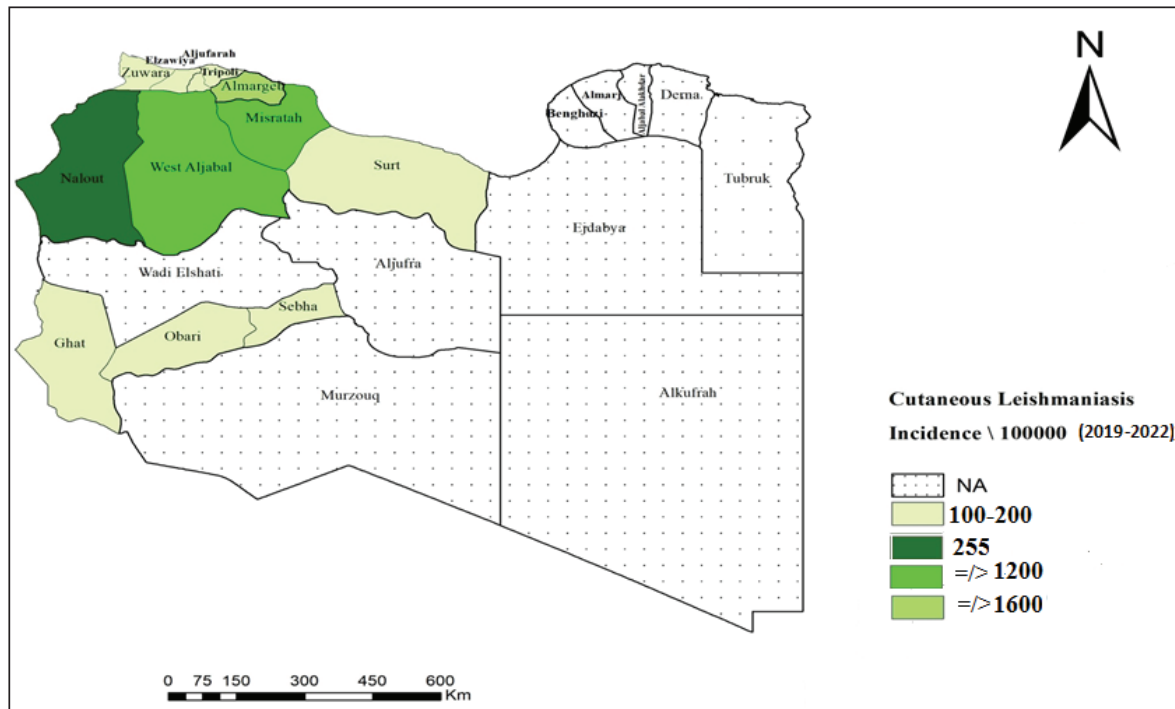 N
Aljufarah
Elzawiya
Zuwara
Tripoli
Almargeb
Misratah
Nalout
West Aljabal
Surt
Almarj
Benghazi
Aljabal Alakhdar
Derna
Tubruk
Ejdabya
Wadi Elshati
Aljufra
Sebha
Obari
Ghat
Murzouq
Alkufrah
Cutaneous Leishmaniasis
Incidence \ 100000 (2019-2022)
NA
100-200
255
=/> 1200
=/> 1600
0 75 150 300 450 600
Km